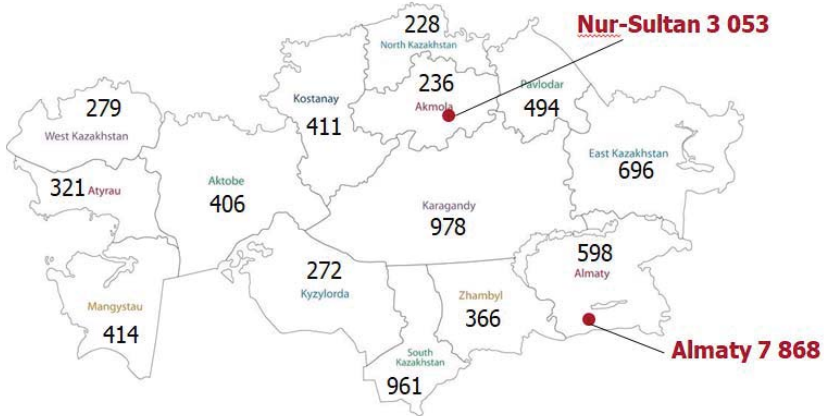 228
North Kazakhstan
Nur-Sultan 3 053
236
Akmola
Pavlodar
494
Kostanay
411
279
West Kazakhstan
East Kazakhstan
696
321 Atyrau
Aktobe
406
Karagandy
978
598
Almaty
272
Kyzylorda
Zhambyl
366
Mangystau
414
South
Kazakhstan
961
Almaty 7 868